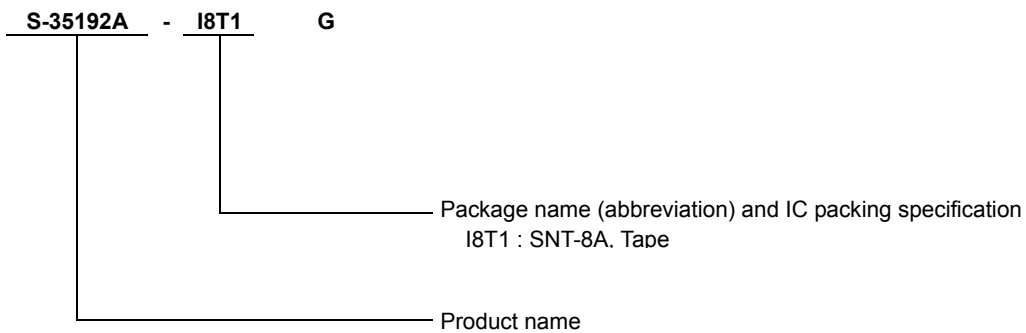 S-35192A - I8T1 G
Package name (abbreviation) and IC packing specification
I8T1 : SNT-8A, Tape
Product name